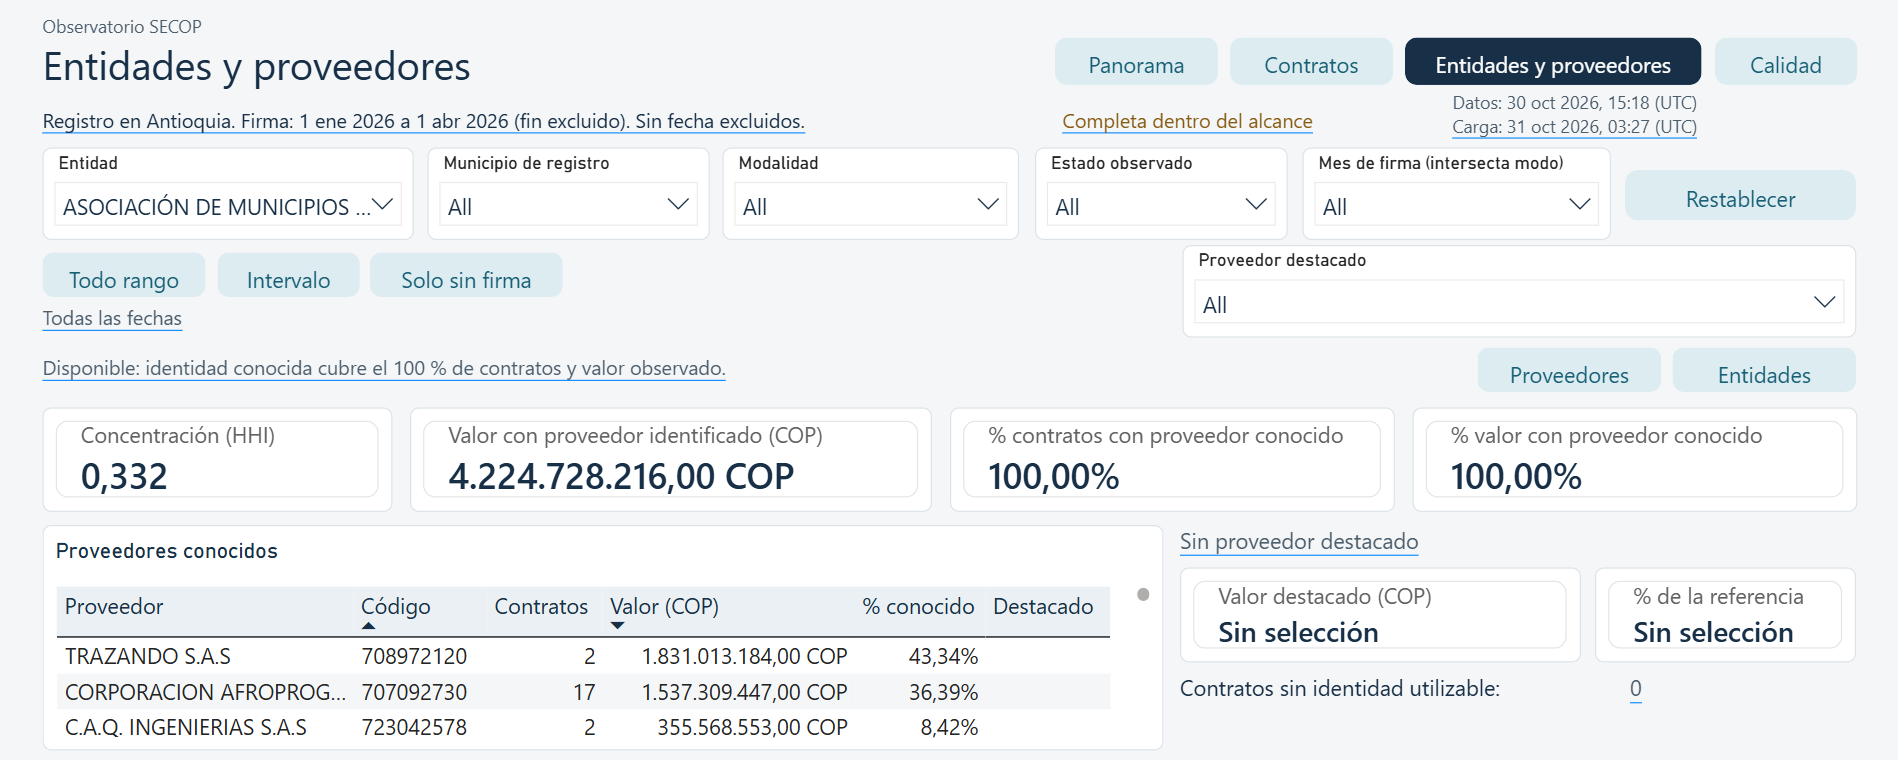 Observatorio SECOP
Entidades y proveedores
Panorama
Contratos
Entidades y proveedores
Calidad
Datos: 30 oct 2026, 15:18 (UTC)
Carga: 31 oct 2026, 03:27 (UTC)
Registro en Antioquia. Firma: 1 ene 2026 a 1 abr 2026 (fin excluido). Sin fecha excluidos.
Completa dentro del alcance
Entidad
ASOCIACIÓN DE MUNICIPIOS ...
Municipio de registro
All
Modalidad
All
Estado observado
All
Mes de firma (intersecta modo)
All
Restablecer
Todo rango
Intervalo
Solo sin firma
Todas las fechas
Proveedor destacado
All
Disponible: identidad conocida cubre el 100 % de contratos y valor observado.
Proveedores
Entidades
Concentración (HHI)
0,332
Valor con proveedor identificado (COP)
4.224.728.216,00 COP
% contratos con proveedor conocido
100,00%
% valor con proveedor conocido
100,00%
Proveedores conocidos
Proveedor Código Contratos Valor (COP) % conocido Destacado
TRAZANDO S.A.S 708972120 2 1.831.013.184,00 COP 43,34%
CORPORACION AFROPROG... 707092730 17 1.537.309.447,00 COP 36,39%
C.A.Q. INGENIERIAS S.A.S 723042578 2 355.568.553,00 COP 8,42%
Sin proveedor destacado
Valor destacado (COP)
Sin selección
% de la referencia
Sin selección
Contratos sin identidad utilizable: 0